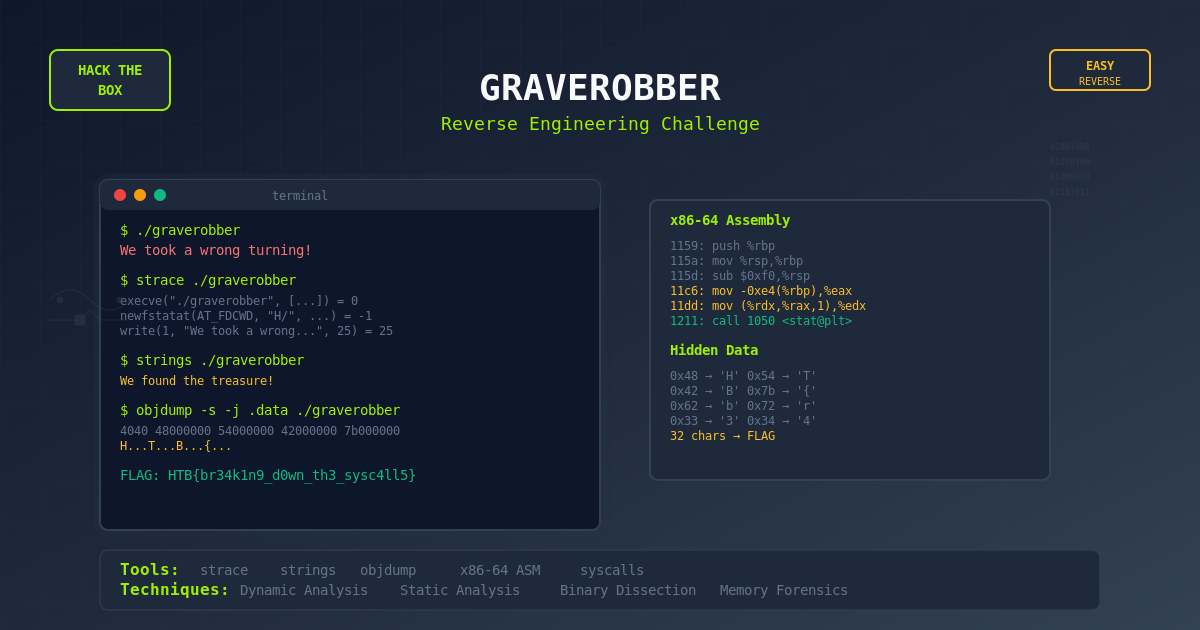 HACK THE
BOX
GRAVEROBBER
Reverse Engineering Challenge
EASY
REVERSE
01001000
01010100
01000010
01111011
terminal
$ ./graverobber
We took a wrong turning!
$ strace ./graverobber
execve("./graverobber", [...]) = 0
newfstatat(AT_FDCWD, "H/", ...) = -1
write(1, "We took a wrong...", 25) = 25
$ strings ./graverobber
We found the treasure!
$ objdump -s -j .data ./graverobber
4040 48000000 54000000 42000000 7b000000
H...T...B...{...
FLAG: HTB{br34k1n9_d0wn_th3_sysc4ll5}
x86-64 Assembly
1159: push %rbp
115a: mov %rsp,%rbp
115d: sub $0xf0,%rsp
11c6: mov -0xe4(%rbp),%eax
11dd: mov (%rdx,%rax,1),%edx
1211: call 1050 <stat@plt>
Hidden Data
0x48 → 'H' 0x54 → 'T'
0x42 → 'B' 0x7b → '{'
0x62 → 'b' 0x72 → 'r'
0x33 → '3' 0x34 → '4'
32 chars → FLAG
Tools: strace strings objdump x86-64 ASM syscalls
Techniques: Dynamic Analysis Static Analysis Binary Dissection Memory Forensics